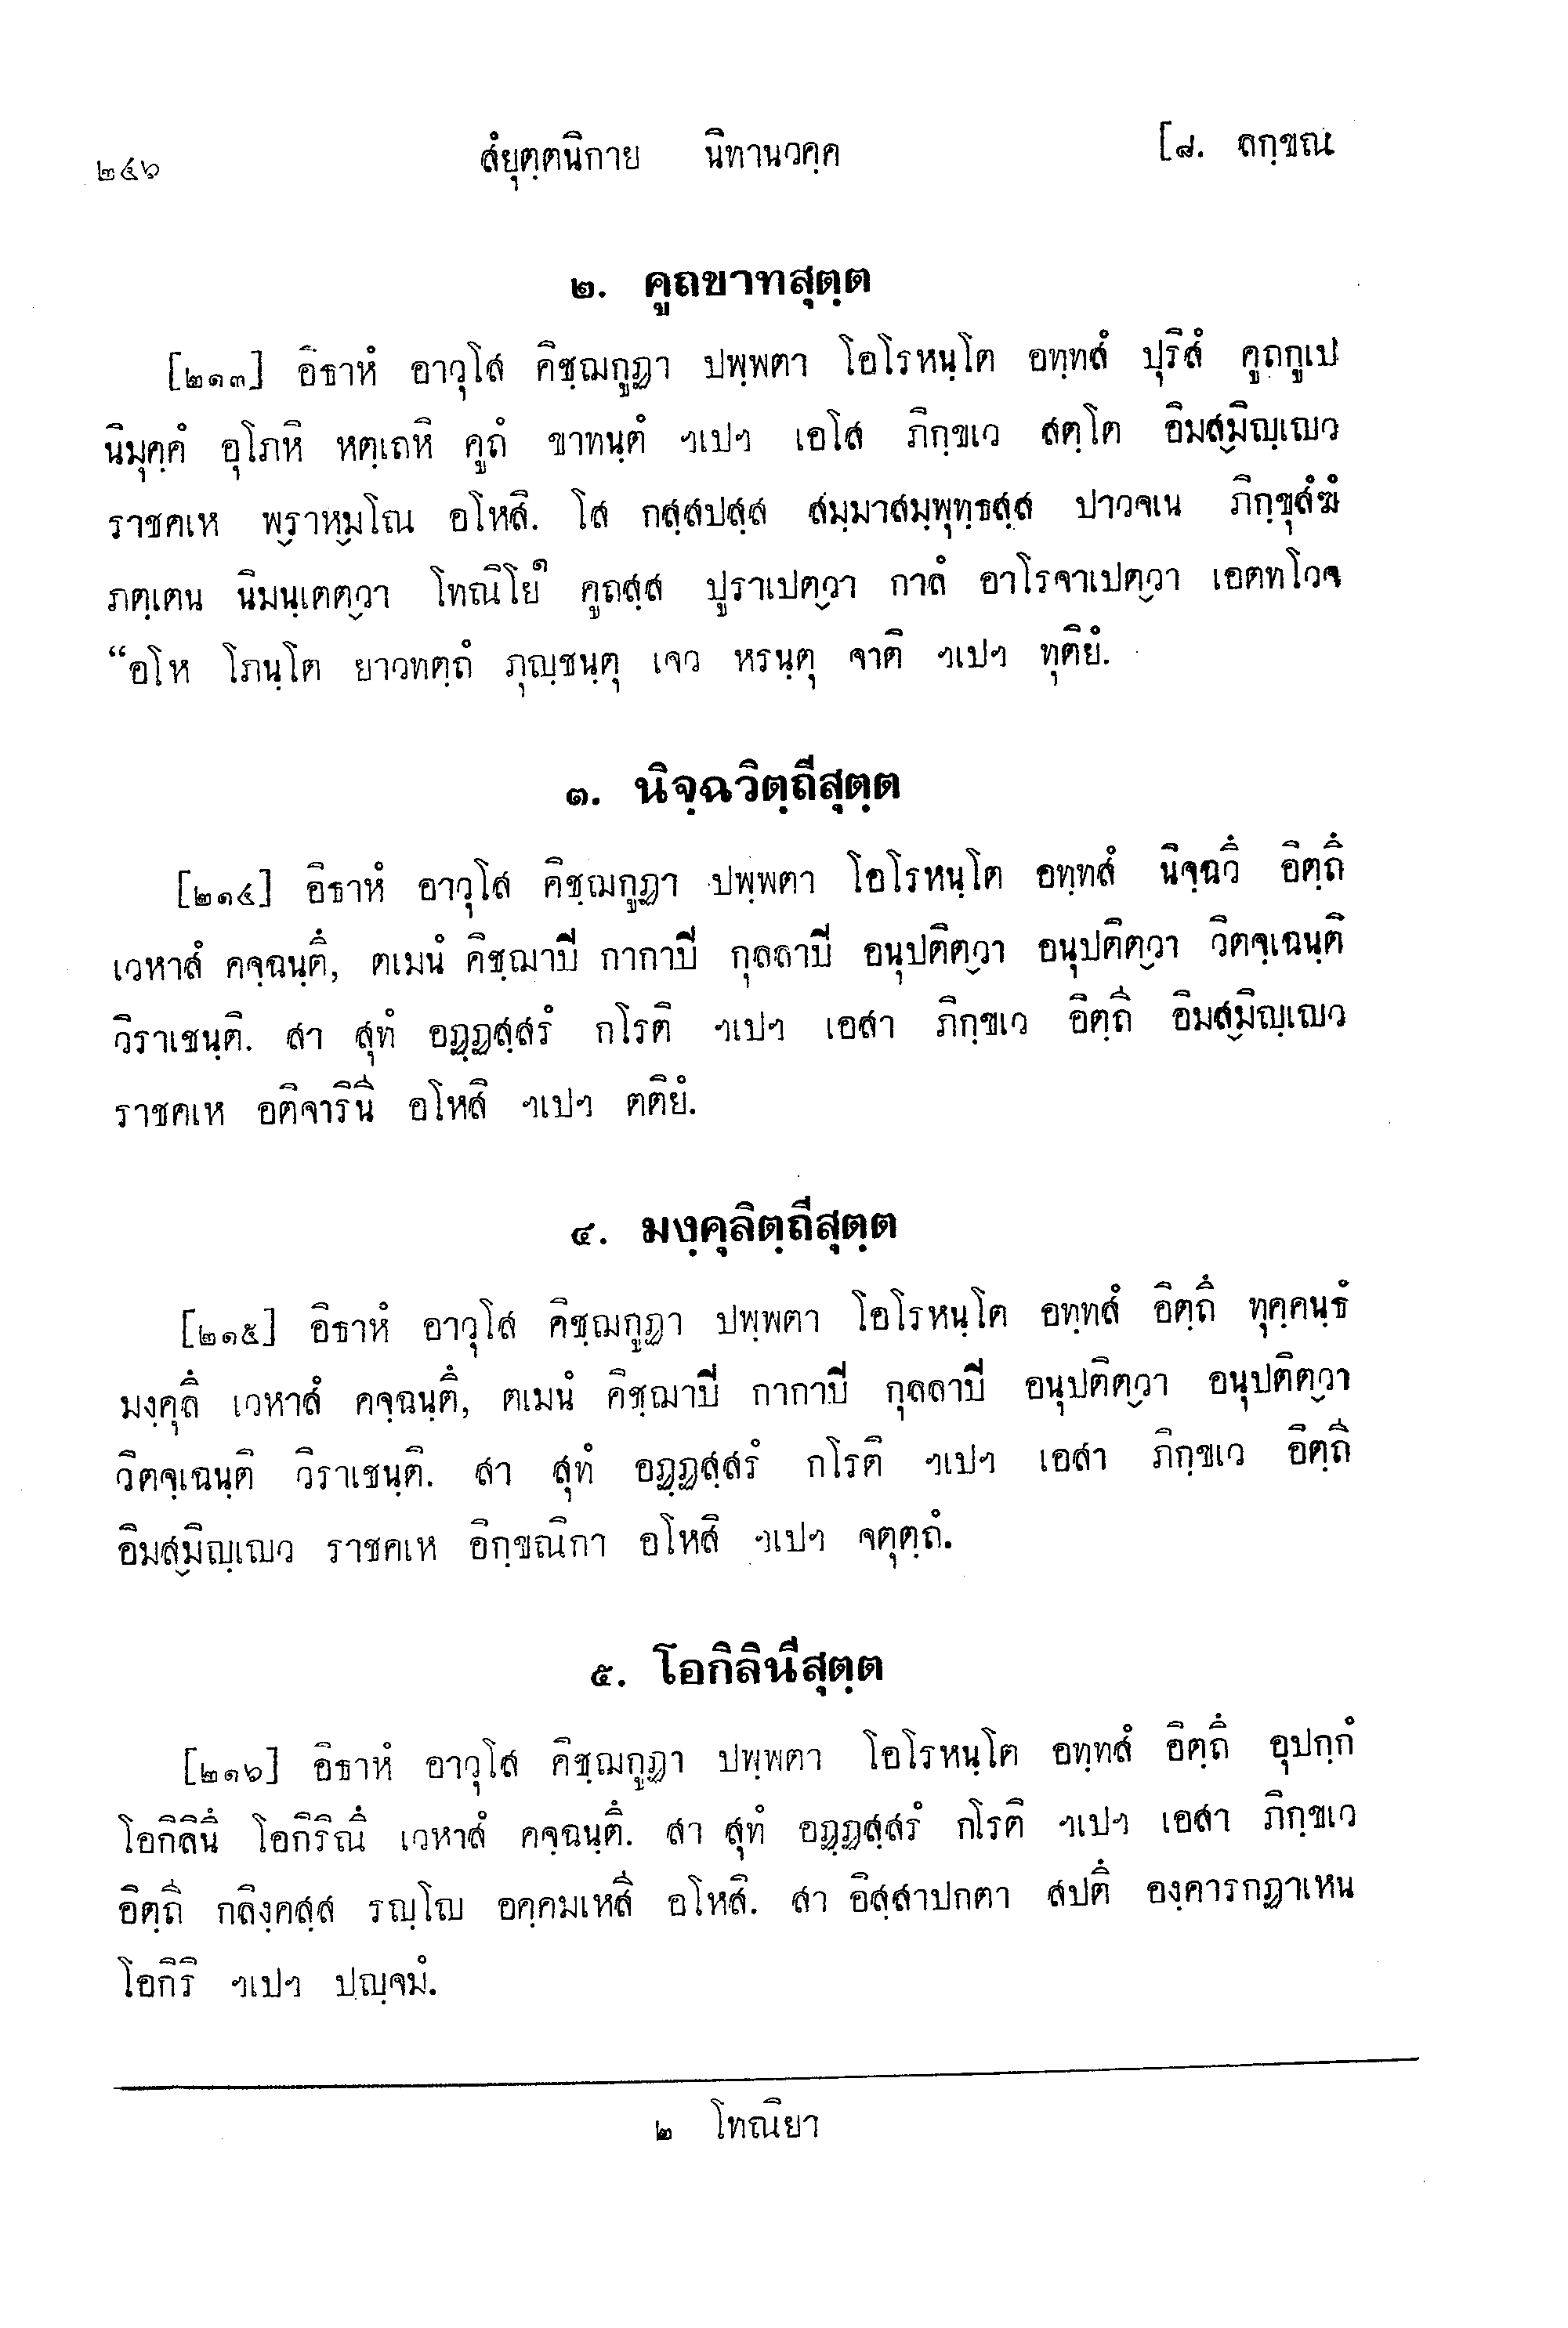 ๒๔๖ สํยุตฺตนิกาย นิทานวคฺค [๘. ลกฺขณ
๒. คูถขาทสุตฺต
[๒๑๓] อิธาหํ อาวุโส คิชฺฌกูฏา ปพฺพตา โอโรหนฺโต อทฺทสํ ปุริสํ คูถกูเป
นิมุคฺคํ อุโภหิ หตฺเถหิ คูถํ ขาทนฺตํ ฯเปฯ เอโส ภิกฺขเว สตฺโต อิมสฺมิญฺเญว
ราชคเห พฺราหฺมโณ อโหสิ. โส กสฺสปสฺส สมฺมาสมฺพุทฺธสฺส ปาวจเน ภิกฺขุสํฆํ
ภตฺเตน นิมนฺเตตฺวา โทณิโย๒ คูถสฺส ปูราเปตฺวา กาลํ อาโรจาเปตฺวา เอตทโวจ
“อโห โภนฺโต ยาวทตฺถํ ภุญฺชนฺตุ เจว หรนฺตุ จาติ ฯเปฯ ทุติยํ.
๓. นิจฺฉวิตฺถีสุตฺต
[๒๑๔] อิธาหํ อาวุโส คิชฺฌกูฏา ปพฺพตา โอโรหนฺโต อทฺทสํ นิจฺฉวึ อิตฺถึ
เวหาสํ คจฺฉนฺตึ, ตเมนํ คิชฺฌาปิ กากาปิ กุลลาปิ อนุปติตฺวา อนุปติตฺวา วิตจฺเฉนฺติ
วิราเชนฺติ. สา สุทํ อฏฺฏสฺสรํ กโรติ ฯเปฯ เอสา ภิกฺขเว อิตฺถี อิมสฺมิญฺเญว
ราชคเห อติจารินี อโหสิ ฯเปฯ ตติยํ.
๔. มงฺคุลิตฺถีสุตฺต
[๒๑๕] อิธาหํ อาวุโส คิชฺฌกูฏา ปพฺพตา โอโรหนฺโต อทฺทสํ อิตฺถึ ทุคฺคนฺธํ
มงฺคุลึ เวหาสํ คจฺฉนฺตึ, ตเมนํ คิชฺฌาปิ กากาปิ กุลลาปิ อนุปติตฺวา อนุปติตฺวา
วิตจฺเฉนฺติ วิราเชนฺติ. สา สุทํ อฏฺฏสฺสรํ กโรติ ฯเปฯ เอสา ภิกฺขเว อิตฺถี
อิมสฺมิญฺเญว ราชคเห อิกฺขณิกา อโหสิ ฯเปฯ จตุตฺถํ.
๕. โอกิลินีสุตฺต
[๒๑๖] อิธาหํ อาวุโส คิชฺฌกูฏา ปพฺพตา โอโรหนฺโต อทฺทสํ อิตฺถึ อุปกฺกํ
โอกิลินึ โอกิริณึ เวหาสํ คจฺฉนฺตึ. สา สุทํ อฏฺฏสฺสรํ กโรติ ฯเปฯ เอสา ภิกฺขเว
อิตฺถี กลิงฺคสฺส รญฺโญ อคฺคมเหสี อโหสิ. สา อิสฺสาปกตา สปตึ องฺคารกฏาเหน
โอกิริ ฯเปฯ ปญฺจมํ.
๒ โทณิยา